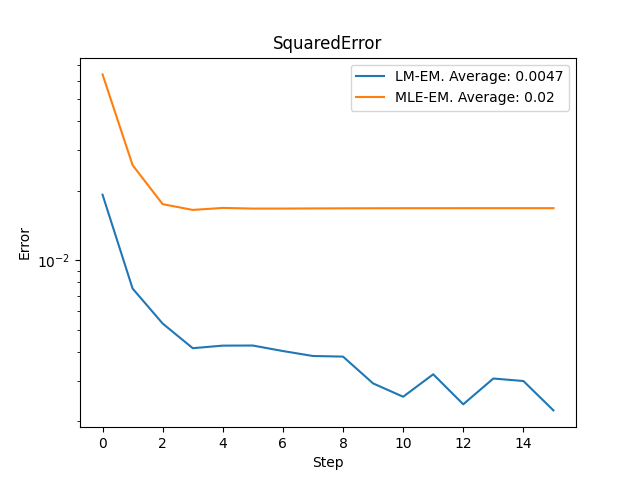 SquaredError
LM-EM. Average: 0.0047
MLE-EM. Average: 0.02
Error
10⁻²
0 2 4 6 8 10 12 14
Step